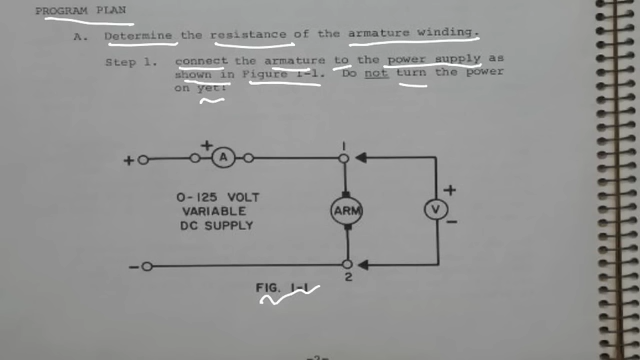 PROGRAM PLAN
A. Determine the resistance of the armature winding.
Step 1. connect the armature to the power supply as
shown in Figure 1-1. Do not turn the power
on yet!
+ + A 1
0-125 VOLT
VARIABLE
DC SUPPLY
ARM
+
V
-
- 2
FIG. 1-1
-2-